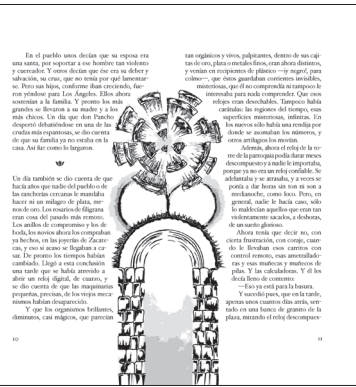 En el pueblo unos decían que su esposa era
una santa, por soportar a ese hombre tan violento
y cuereador. Y otros decían que ése era su deber y
salvación, su cruz, que no tenía por qué lamentar-
se. Pero sus hijos, conforme iban creciendo, fue-
ron yéndose para Los Ángeles. Ellos ahora
sostenían a la familia. Y pronto los más
grandes se llevaron a su madre y a los
más chicos. Un día que don Pancho
despertó debatiéndose en una de las
crudas más espantosas, se dio cuenta
de que su familia ya no estaba en la
casa. Así fue como lo largaron.
Un día también se dio cuenta de que
hacía años que nadie del pueblo o de
las rancherías cercanas le mandaba
hacer ni un milagro de plata, me-
nos de oro. Los rosarios de filigrana
eran cosa del pasado más remoto.
Los anillos de compromiso y los de
boda, los novios ahora los compraban
ya hechos, en las joyerías de Zacate-
cas, y eso si acaso se llegaban a ca-
sar. De pronto los tiempos habían
cambiado. Llegó a esta conclusión
una tarde que se había atrevido a
abrir un reloj digital, de cuarzo, y
se dio cuenta de que las maquinarias
pequeñas, precisas, de los viejos meca-
nismos habían desaparecido.
Y que los organismos brillantes,
diminutos, casi mágicos, que parecían
10
tan orgánicos y vivos, palpitantes, dentro de sus caji-
tas de oro, plata o metales finos, eran ahora distintos,
y venían en recipientes de plástico —¡y negro!, para
colmo—, que éstos guardaban corrientes invisibles,
misteriosas, que él no comprendía ni tampoco le
interesaba para nada comprender. Que esos
relojes eran desechables. Tampoco había
carátulas: las regiones del tiempo, esas
superficies misteriosas, infinitas. En
los nuevos sólo había una rendija por
donde se asomaban los números, y
otros artilugios los movían.
Además, ahora el reloj de la to-
rre de la parroquia podía durar meses
descompuesto y a nadie le importaba,
porque ya no era un reloj confiable. Se
adelantaba y se atrasaba, y a veces se
ponía a dar horas sin ton ni son a
medianoche, como loco. Pero, en
general, nadie le hacía caso, sólo
lo maldecían aquellos que eran tan
violentamente sacados, a deshoras,
de un sueño glorioso.
Ahora tenía que decir no, con
cierta frustración, con coraje, cuan-
do le llevaban esos carritos con
control remoto, esas ametrallado-
ras y esas muñecas y muñecos de
pilas. Y las calculadoras. Y él les
decía lleno de contento:
—Eso ya está para la basura.
Y sucedió pues, que en la tarde,
apenas unos cuantos días atrás, sen-
tado en una banca de granito de la
plaza, mirando el reloj descompues-
11